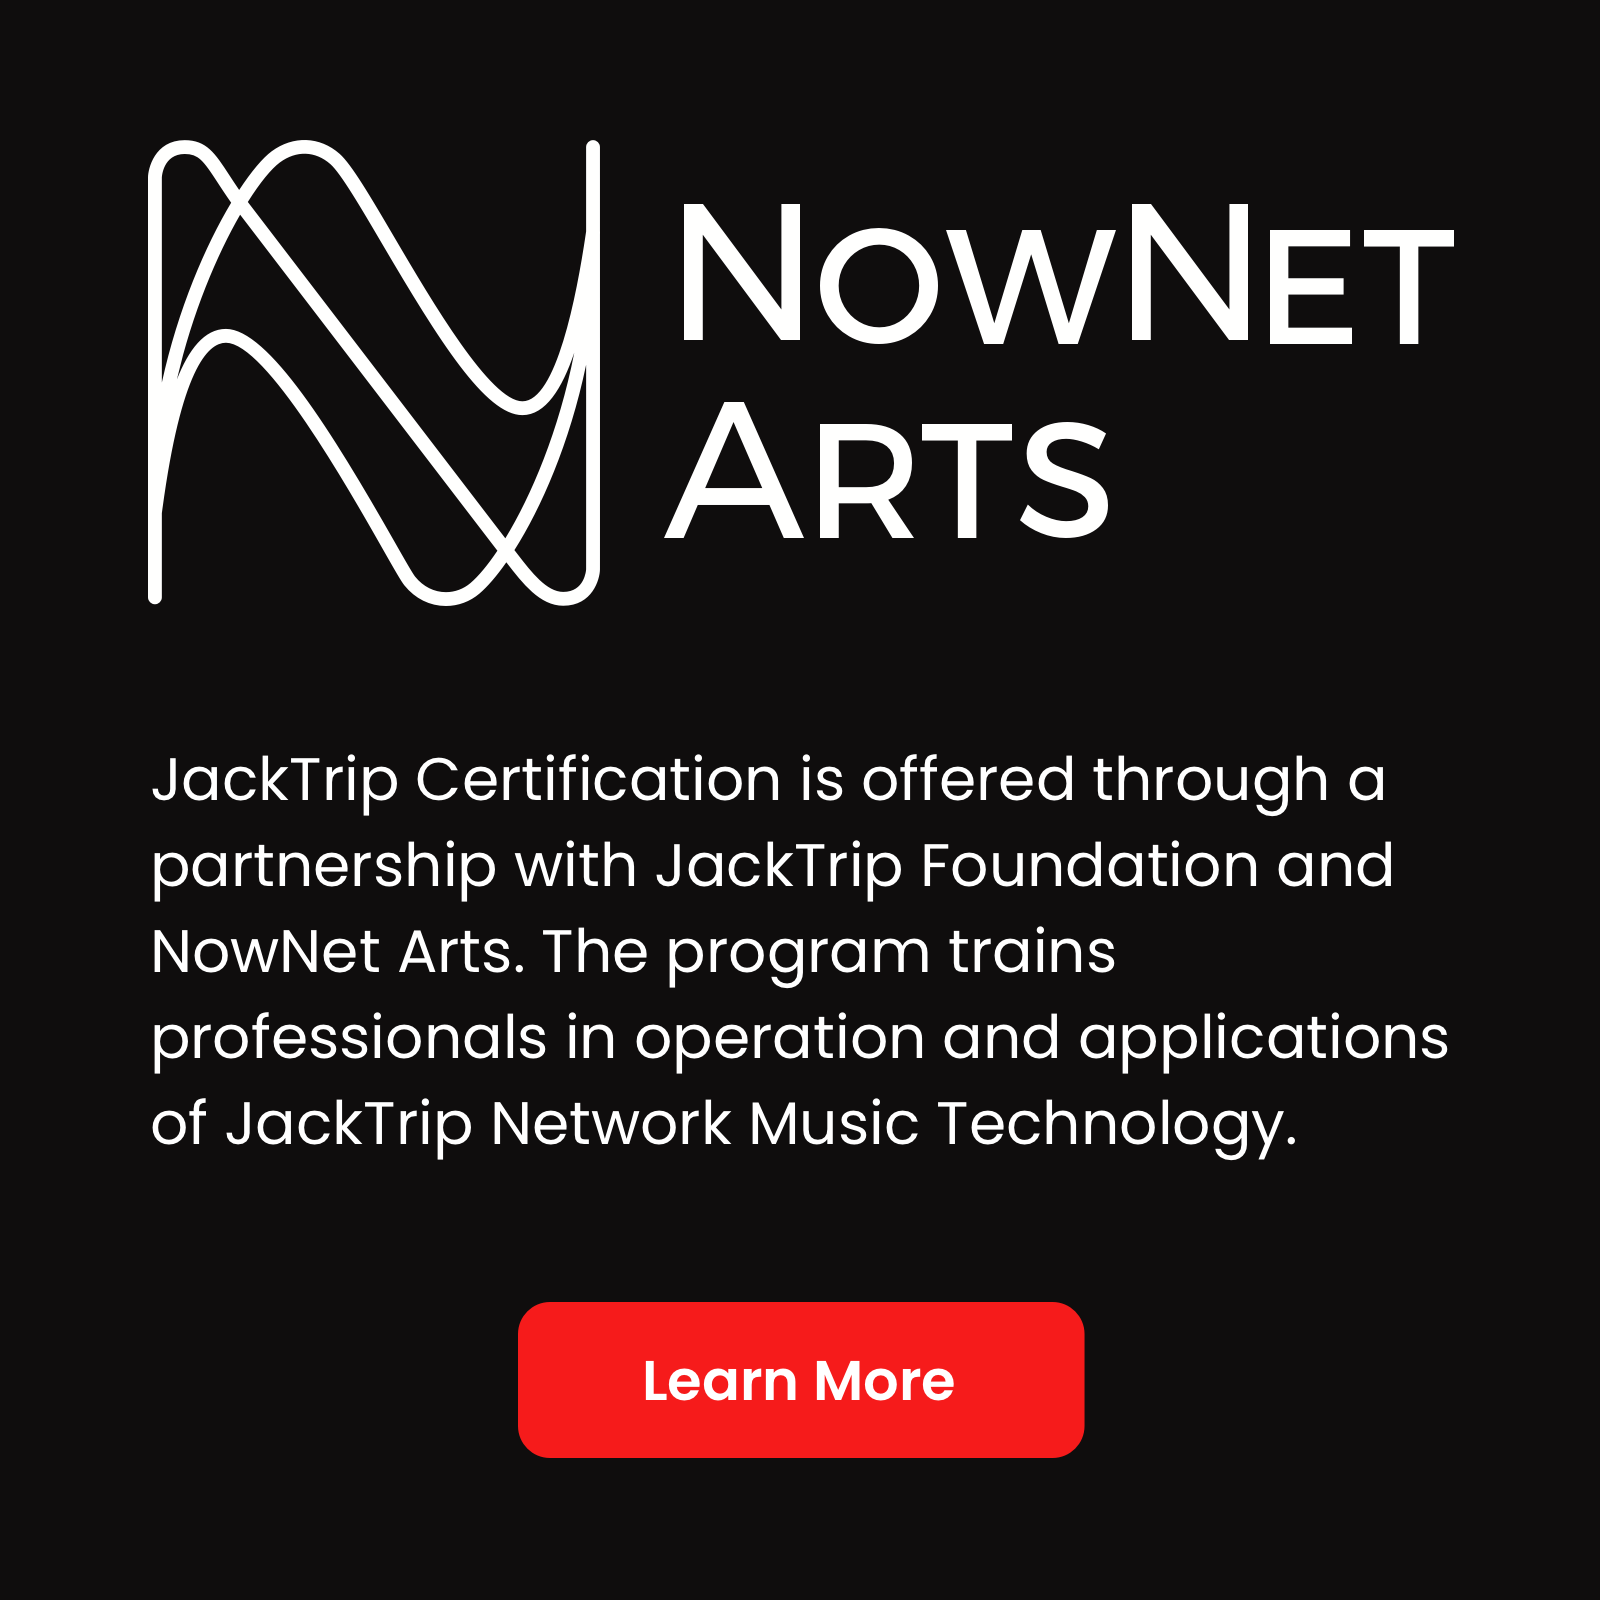 NowNet
Arts
JackTrip Certification is offered through a
partnership with JackTrip Foundation and
NowNet Arts. The program trains
professionals in operation and applications
of JackTrip Network Music Technology.
Learn More